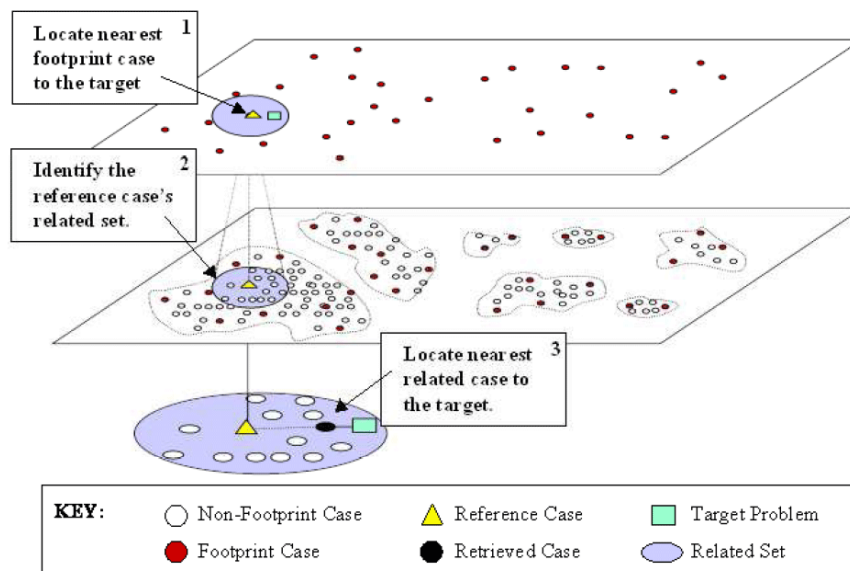 1
Locate nearest
footprint case
to the target
2
Identify the
reference case's
related set.
3
Locate nearest
related case to
the target.
KEY:
Non-Footprint Case
Reference Case
Target Problem
Footprint Case
Retrieved Case
Related Set